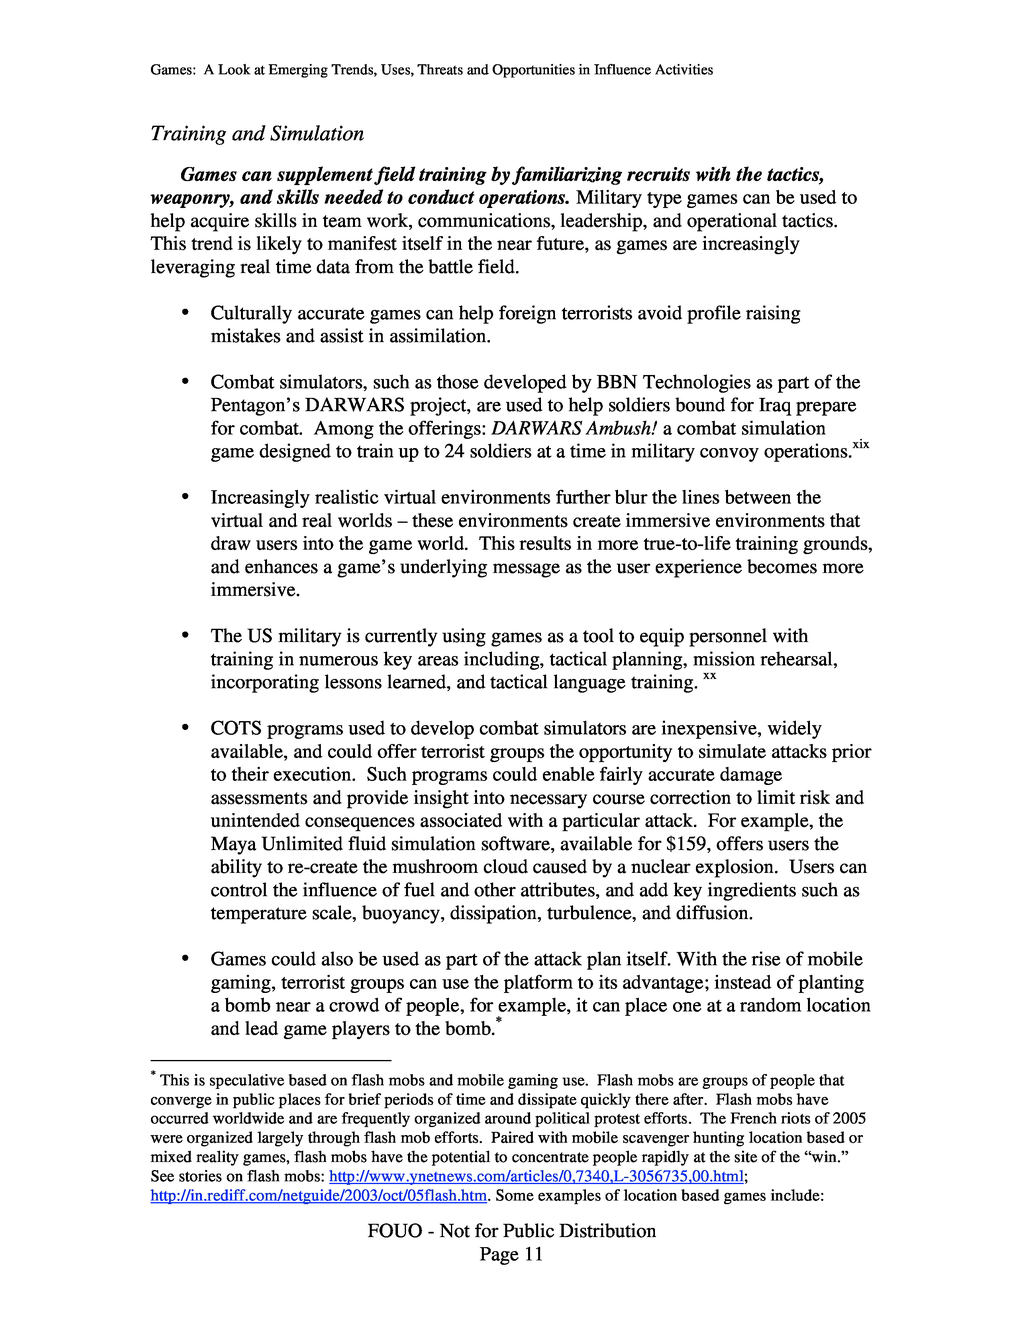 Games: A Look at Emerging Trends, Uses, Threats and Opportunities in Influence Activities
Training and Simulation
Games can supplement field training by familiarizing recruits with the tactics,
weaponry, and skills needed to conduct operations. Military type games can be used to
help acquire skills in team work, communications, leadership, and operational tactics.
This trend is likely to manifest itself in the near future, as games are increasingly
leveraging real time data from the battle field.
• Culturally accurate games can help foreign terrorists avoid profile raising
mistakes and assist in assimilation.
• Combat simulators, such as those developed by BBN Technologies as part of the
Pentagon's DARWARS project, are used to help soldiers bound for Iraq prepare
for combat. Among the offerings: DARWARS Ambush! a combat simulation
game designed to train up to 24 soldiers at a time in military convoy operations.xix
• Increasingly realistic virtual environments further blur the lines between the
virtual and real worlds – these environments create immersive environments that
draw users into the game world. This results in more true-to-life training grounds,
and enhances a game's underlying message as the user experience becomes more
immersive.
• The US military is currently using games as a tool to equip personnel with
training in numerous key areas including, tactical planning, mission rehearsal,
incorporating lessons learned, and tactical language training. xx
• COTS programs used to develop combat simulators are inexpensive, widely
available, and could offer terrorist groups the opportunity to simulate attacks prior
to their execution. Such programs could enable fairly accurate damage
assessments and provide insight into necessary course correction to limit risk and
unintended consequences associated with a particular attack. For example, the
Maya Unlimited fluid simulation software, available for $159, offers users the
ability to re-create the mushroom cloud caused by a nuclear explosion. Users can
control the influence of fuel and other attributes, and add key ingredients such as
temperature scale, buoyancy, dissipation, turbulence, and diffusion.
• Games could also be used as part of the attack plan itself. With the rise of mobile
gaming, terrorist groups can use the platform to its advantage; instead of planting
a bomb near a crowd of people, for example, it can place one at a random location
and lead game players to the bomb.*
* This is speculative based on flash mobs and mobile gaming use. Flash mobs are groups of people that
converge in public places for brief periods of time and dissipate quickly there after. Flash mobs have
occurred worldwide and are frequently organized around political protest efforts. The French riots of 2005
were organized largely through flash mob efforts. Paired with mobile scavenger hunting location based or
mixed reality games, flash mobs have the potential to concentrate people rapidly at the site of the “win.”
See stories on flash mobs: http://www.ynetnews.com/articles/0,7340,L-3056735,00.html;
http://in.rediff.com/netguide/2003/oct/05flash.htm. Some examples of location based games include:
FOUO - Not for Public Distribution
Page 11